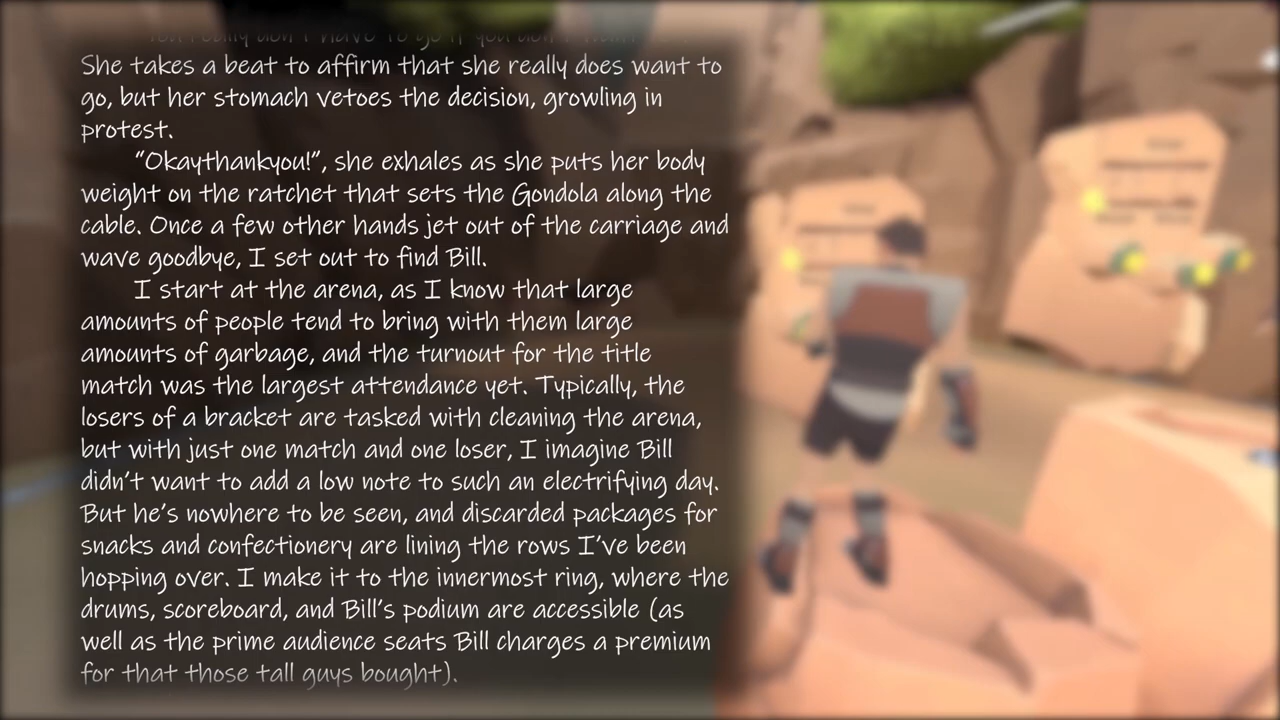 She takes a beat to affirm that she really does want to
go, but her stomach vetoes the decision, growling in
protest.
“Okaythankyou!”, she exhales as she puts her body
weight on the ratchet that sets the Gondola along the
cable. Once a few other hands jet out of the carriage and
wave goodbye, I set out to find Bill.
I start at the arena, as I know that large
amounts of people tend to bring with them large
amounts of garbage, and the turnout for the title
match was the largest attendance yet. Typically, the
losers of a bracket are tasked with cleaning the arena,
but with just one match and one loser, I imagine Bill
didn’t want to add a low note to such an electrifying day.
But he’s nowhere to be seen, and discarded packages for
snacks and confectionery are lining the rows I’ve been
hopping over. I make it to the innermost ring, where the
drums, scoreboard, and Bill’s podium are accessible (as
well as the prime audience seats Bill charges a premium
for that those tall guys bought).